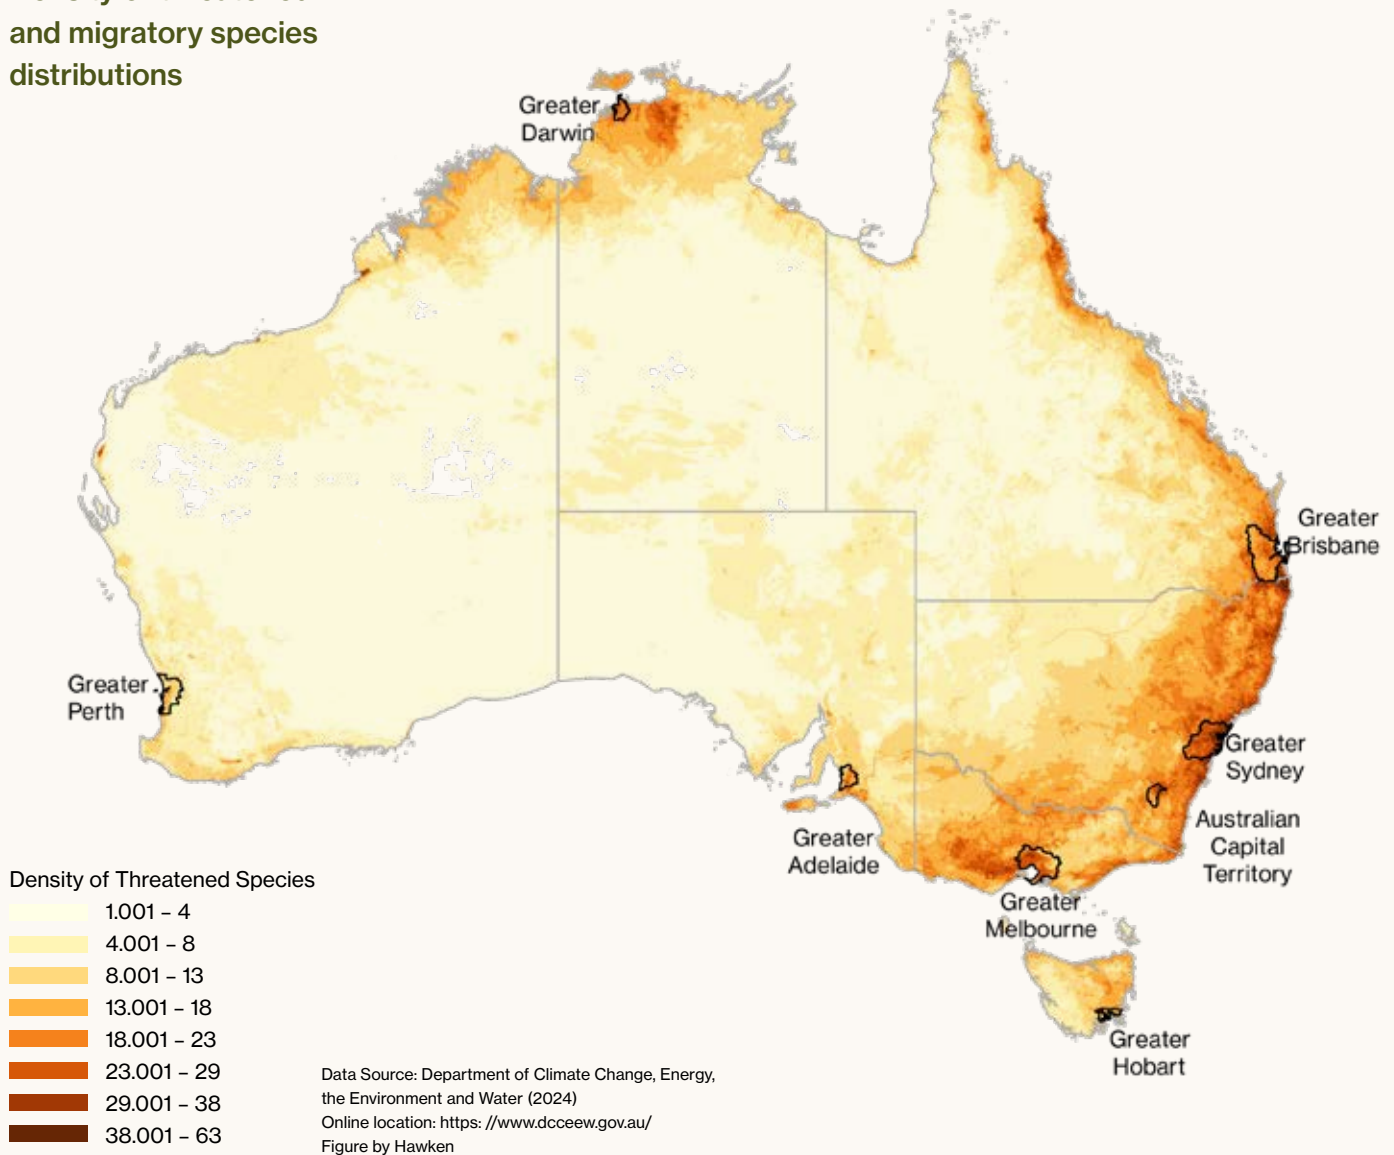 and migratory species
distributions
Greater
Darwin
Greater
Brisbane
Greater
Perth
Greater
Sydney
Australian
Capital
Territory
Greater
Adelaide
Greater
Melbourne
Greater
Hobart
Density of Threatened Species
1.001 – 4
4.001 – 8
8.001 – 13
13.001 – 18
18.001 – 23
23.001 – 29
29.001 – 38
38.001 – 63
Data Source: Department of Climate Change, Energy,
the Environment and Water (2024)
Online location: https: //www.dcceew.gov.au/
Figure by Hawken